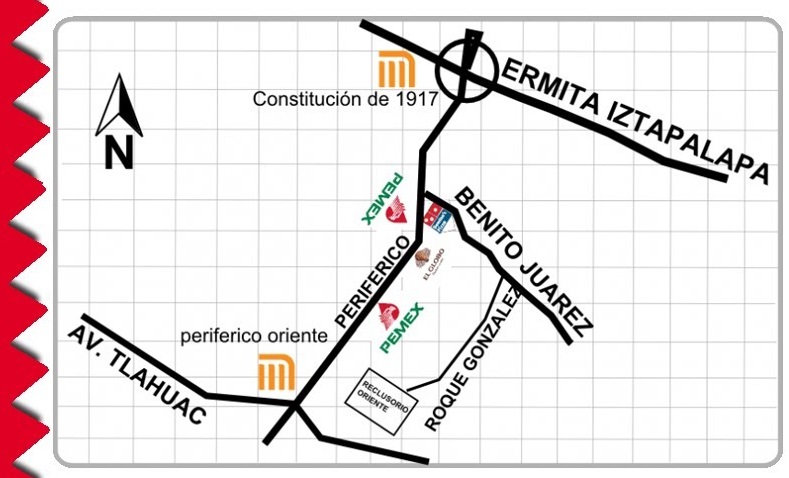 ERMITA IZTAPALAPA
Constitución de 1917
N
PEMEX
BENITO JUAREZ
EL GLOBO
PERIFERICO
PEMEX
periferico oriente
AV. TLAHUAC
ROQUE GONZALEZ
RECLUSORIO
ORIENTE